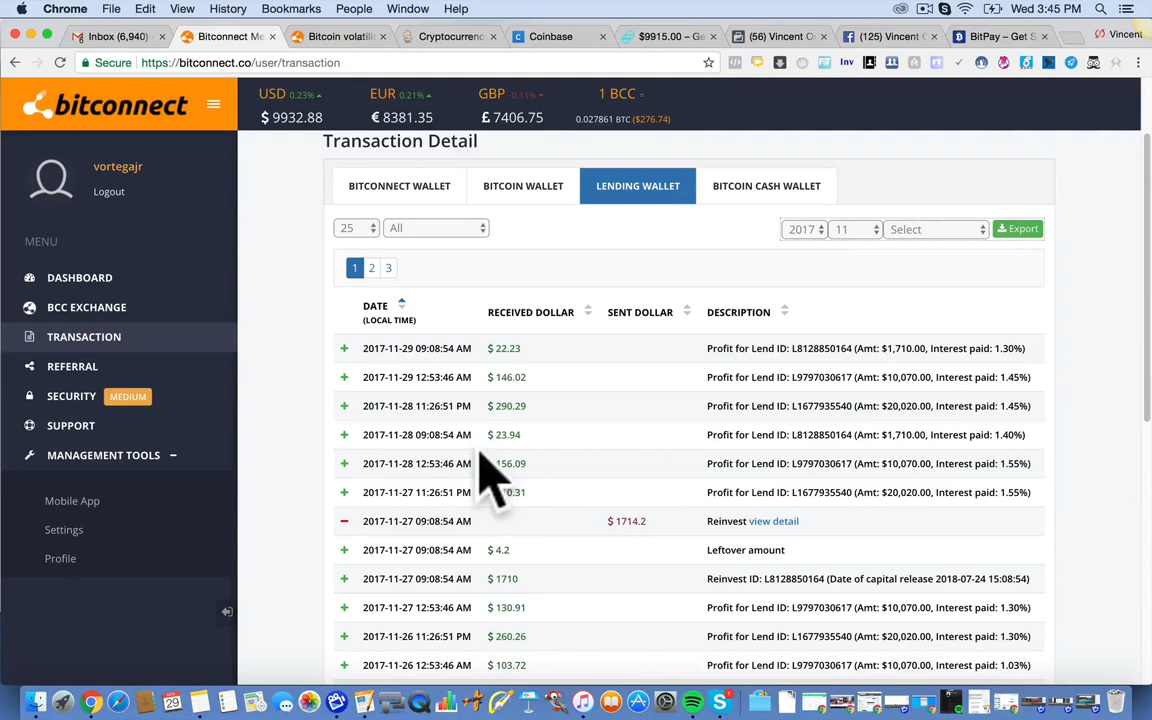 Chrome File Edit View History Bookmarks People Window Help Wed 3:45 PM
Inbox (6,940) Bitconnect Me Bitcoin volatili Cryptocurrenc Coinbase $9915.00 – Ge (56) Vincent O (125) Vincent BitPay – Get S Vincent
Secure https://bitconnect.co/user/transaction Inv
bitconnect
USD 0.23% EUR 0.21% GBP -0.11% 1 BCC =
$ 9932.88 € 8381.35 £ 7406.75 0.027861 BTC ($276.74)
vortegajr
Logout
MENU
DASHBOARD
BCC EXCHANGE
TRANSACTION
REFERRAL
SECURITY MEDIUM
SUPPORT
MANAGEMENT TOOLS
Mobile App
Settings
Profile
Transaction Detail
BITCONNECT WALLET BITCOIN WALLET LENDING WALLET BITCOIN CASH WALLET
25 All 2017 11 Select Export
1 2 3
DATE RECEIVED DOLLAR SENT DOLLAR DESCRIPTION
(LOCAL TIME)
2017-11-29 09:08:54 AM $ 22.23 Profit for Lend ID: L8128850164 (Amt: $1,710.00, Interest paid: 1.30%)
2017-11-29 12:53:46 AM $ 146.02 Profit for Lend ID: L9797030617 (Amt: $10,070.00, Interest paid: 1.45%)
2017-11-28 11:26:51 PM $ 290.29 Profit for Lend ID: L1677935540 (Amt: $20,020.00, Interest paid: 1.45%)
2017-11-28 09:08:54 AM $ 23.94 Profit for Lend ID: L8128850164 (Amt: $1,710.00, Interest paid: 1.40%)
2017-11-28 12:53:46 AM 156.09 Profit for Lend ID: L9797030617 (Amt: $10,070.00, Interest paid: 1.55%)
2017-11-27 11:26:51 PM Profit for Lend ID: L1677935540 (Amt: $20,020.00, Interest paid: 1.55%)
2017-11-27 09:08:54 AM $ 1714.2 Reinvest view detail
2017-11-27 09:08:54 AM $ 4.2 Leftover amount
2017-11-27 09:08:54 AM $ 1710 Reinvest ID: L8128850164 (Date of capital release 2018-07-24 15:08:54)
2017-11-27 12:53:46 AM $ 130.91 Profit for Lend ID: L9797030617 (Amt: $10,070.00, Interest paid: 1.30%)
2017-11-26 11:26:51 PM $ 260.26 Profit for Lend ID: L1677935540 (Amt: $20,020.00, Interest paid: 1.30%)
2017-11-26 12:53:46 AM $ 103.72 Profit for Lend ID: L9797030617 (Amt: $10,070.00, Interest paid: 1.03%)